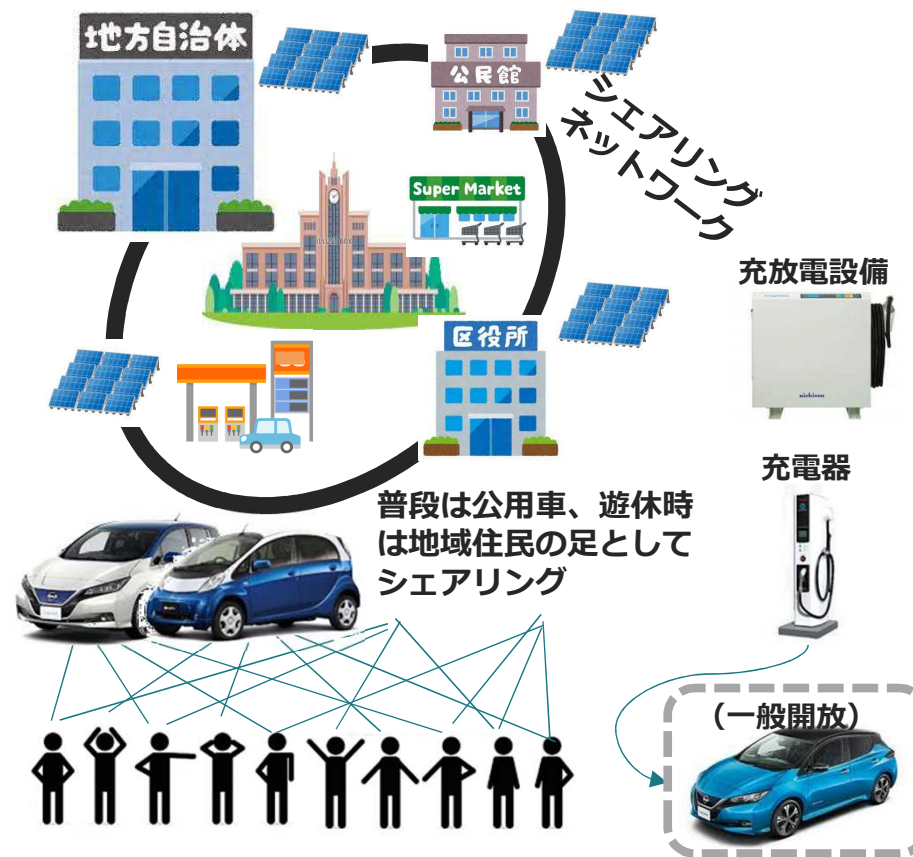 地方自治体
公民館
シェアリング
ネットワーク
Super Market
充放電設備
区役所
nichicon
充電器
普段は公用車、遊休時
は地域住民の足として
シェアリング
（一般開放）